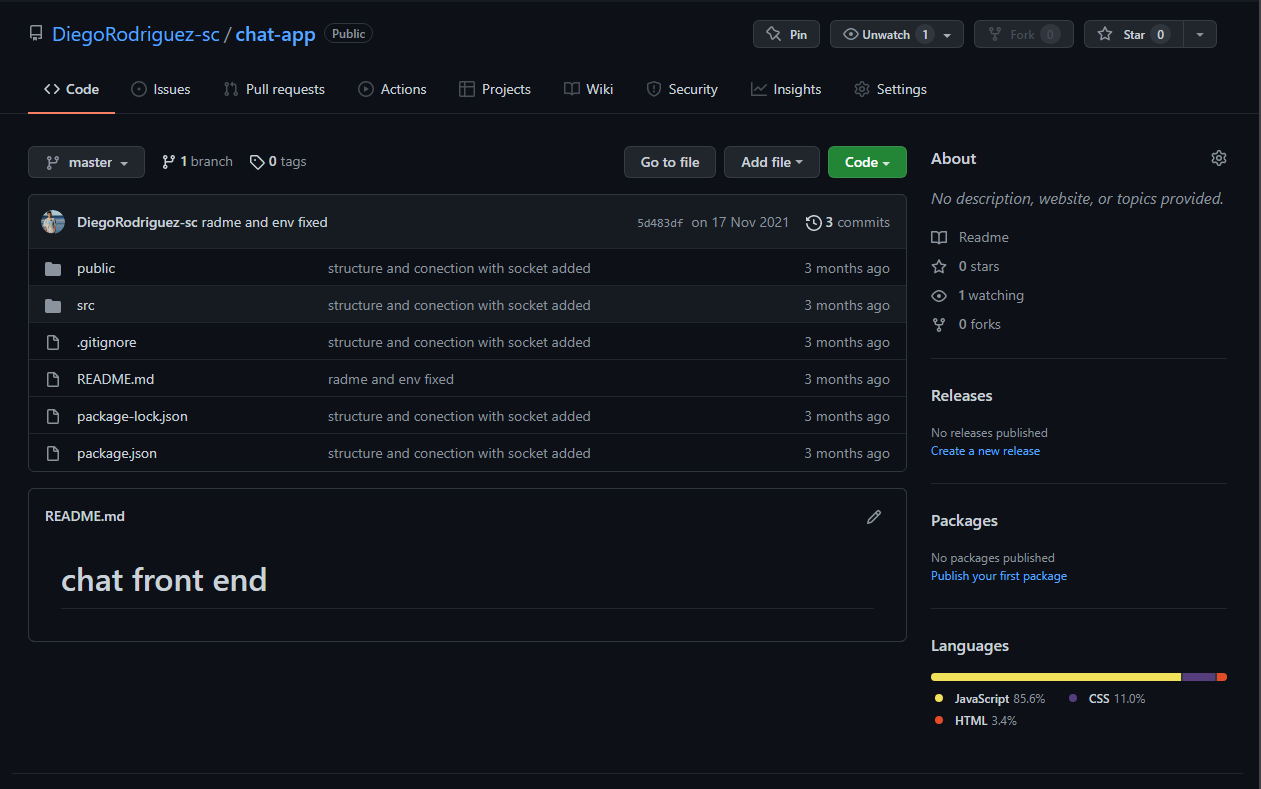 DiegoRodriguez-sc / chat-app Public
Pin Unwatch 1 Fork 0 Star 0
Code Issues Pull requests Actions Projects Wiki Security Insights Settings
master 1 branch 0 tags Go to file Add file Code
DiegoRodriguez-sc radme and env fixed 5d483df on 17 Nov 2021 3 commits
public structure and conection with socket added 3 months ago
src structure and conection with socket added 3 months ago
.gitignore structure and conection with socket added 3 months ago
README.md radme and env fixed 3 months ago
package-lock.json structure and conection with socket added 3 months ago
package.json structure and conection with socket added 3 months ago
README.md
chat front end
About
No description, website, or topics provided.
Readme
0 stars
1 watching
0 forks
Releases
No releases published
Create a new release
Packages
No packages published
Publish your first package
Languages
JavaScript 85.6% CSS 11.0%
HTML 3.4%